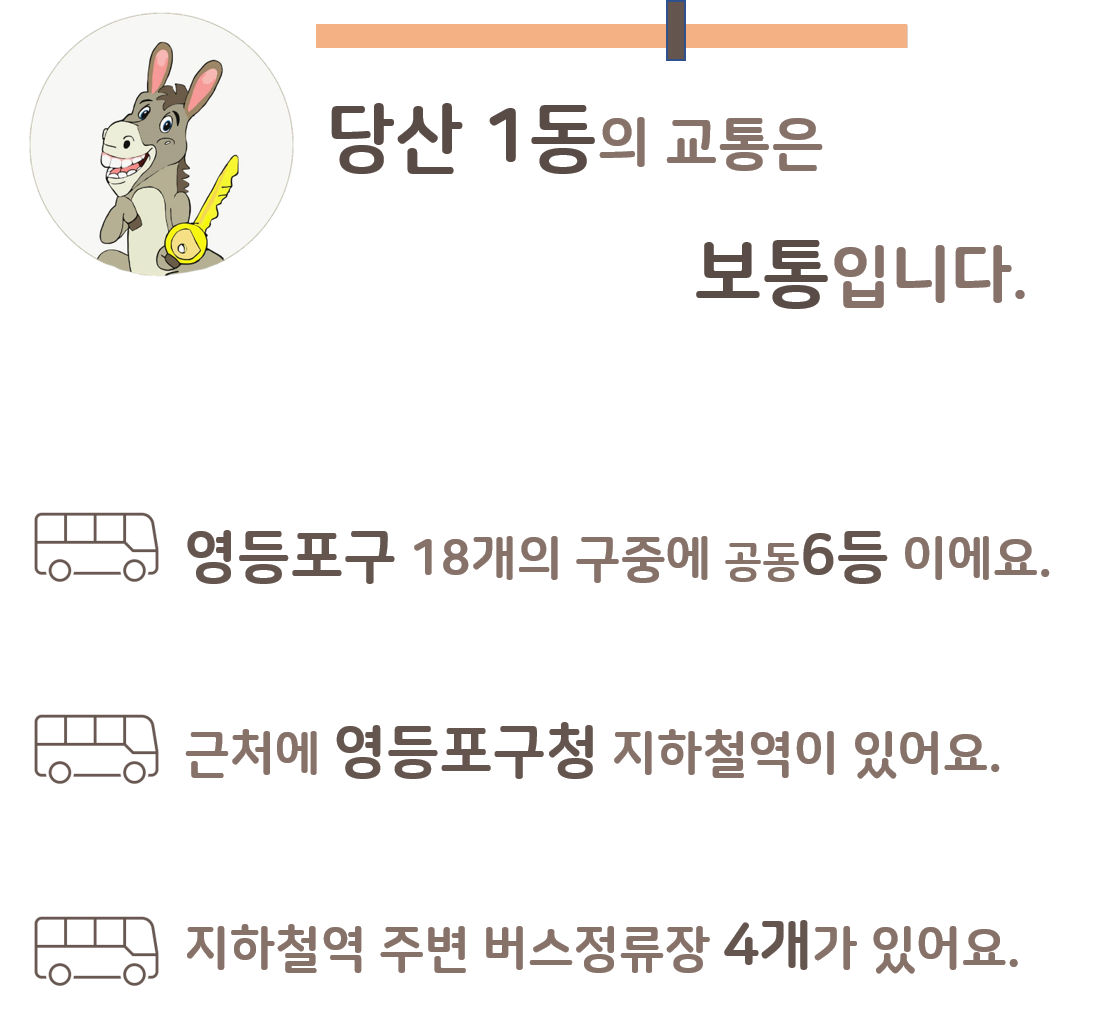 당산 1동의 교통은
보통입니다.
영등포구 18개의 구중에 공동6등 이에요.
근처에 영등포구청 지하철역이 있어요.
지하철역 주변 버스정류장 4개가 있어요.